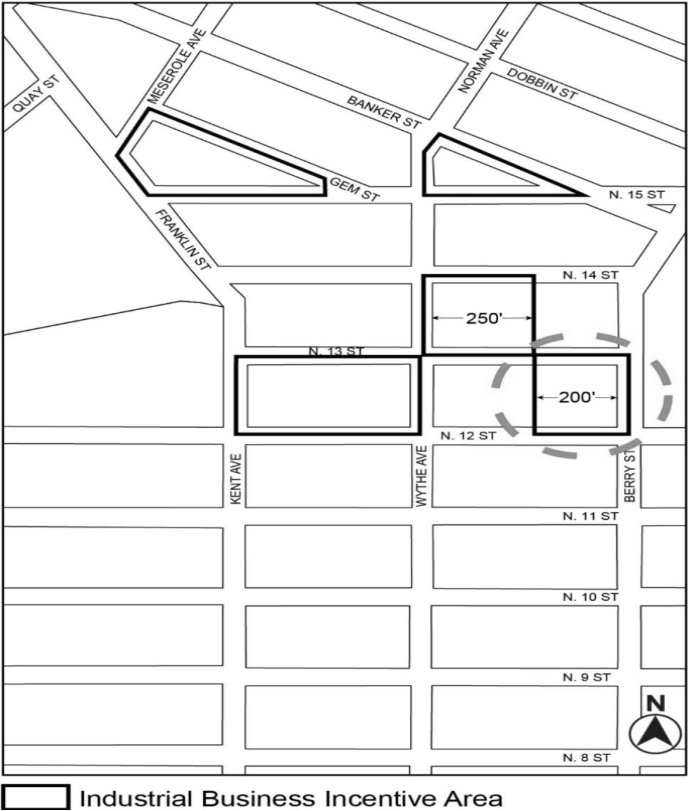 MESEROLE AVE
NORMAN AVE
QUAY ST
DOBBIN ST
BANKER ST
GEM ST
N. 15 ST
FRANKLIN ST
N. 14 ST
250'
N. 13 ST
200'
N. 12 ST
KENT AVE
WYTHE AVE
BERRY ST
N. 11 ST
N. 10 ST
N. 9 ST
N
N. 8 ST
Industrial Business Incentive Area